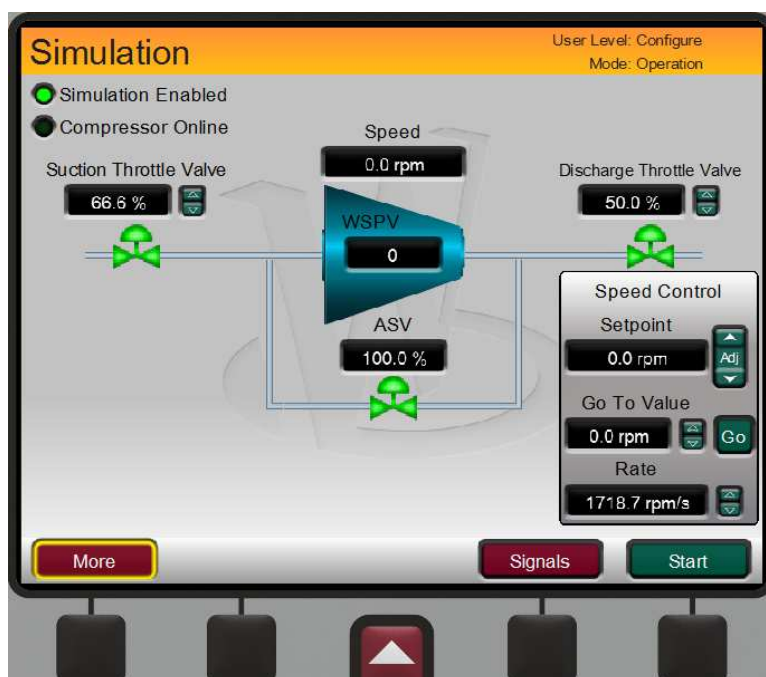 Simulation
User Level: Configure
Mode: Operation
Simulation Enabled
Compressor Online
Speed
0.0 rpm
Suction Throttle Valve
66.6 %
Discharge Throttle Valve
50.0 %
WSPV
0
ASV
100.0 %
Speed Control
Setpoint
0.0 rpm
Adj
Go To Value
0.0 rpm
Go
Rate
1718.7 rpm/s
More
Signals
Start